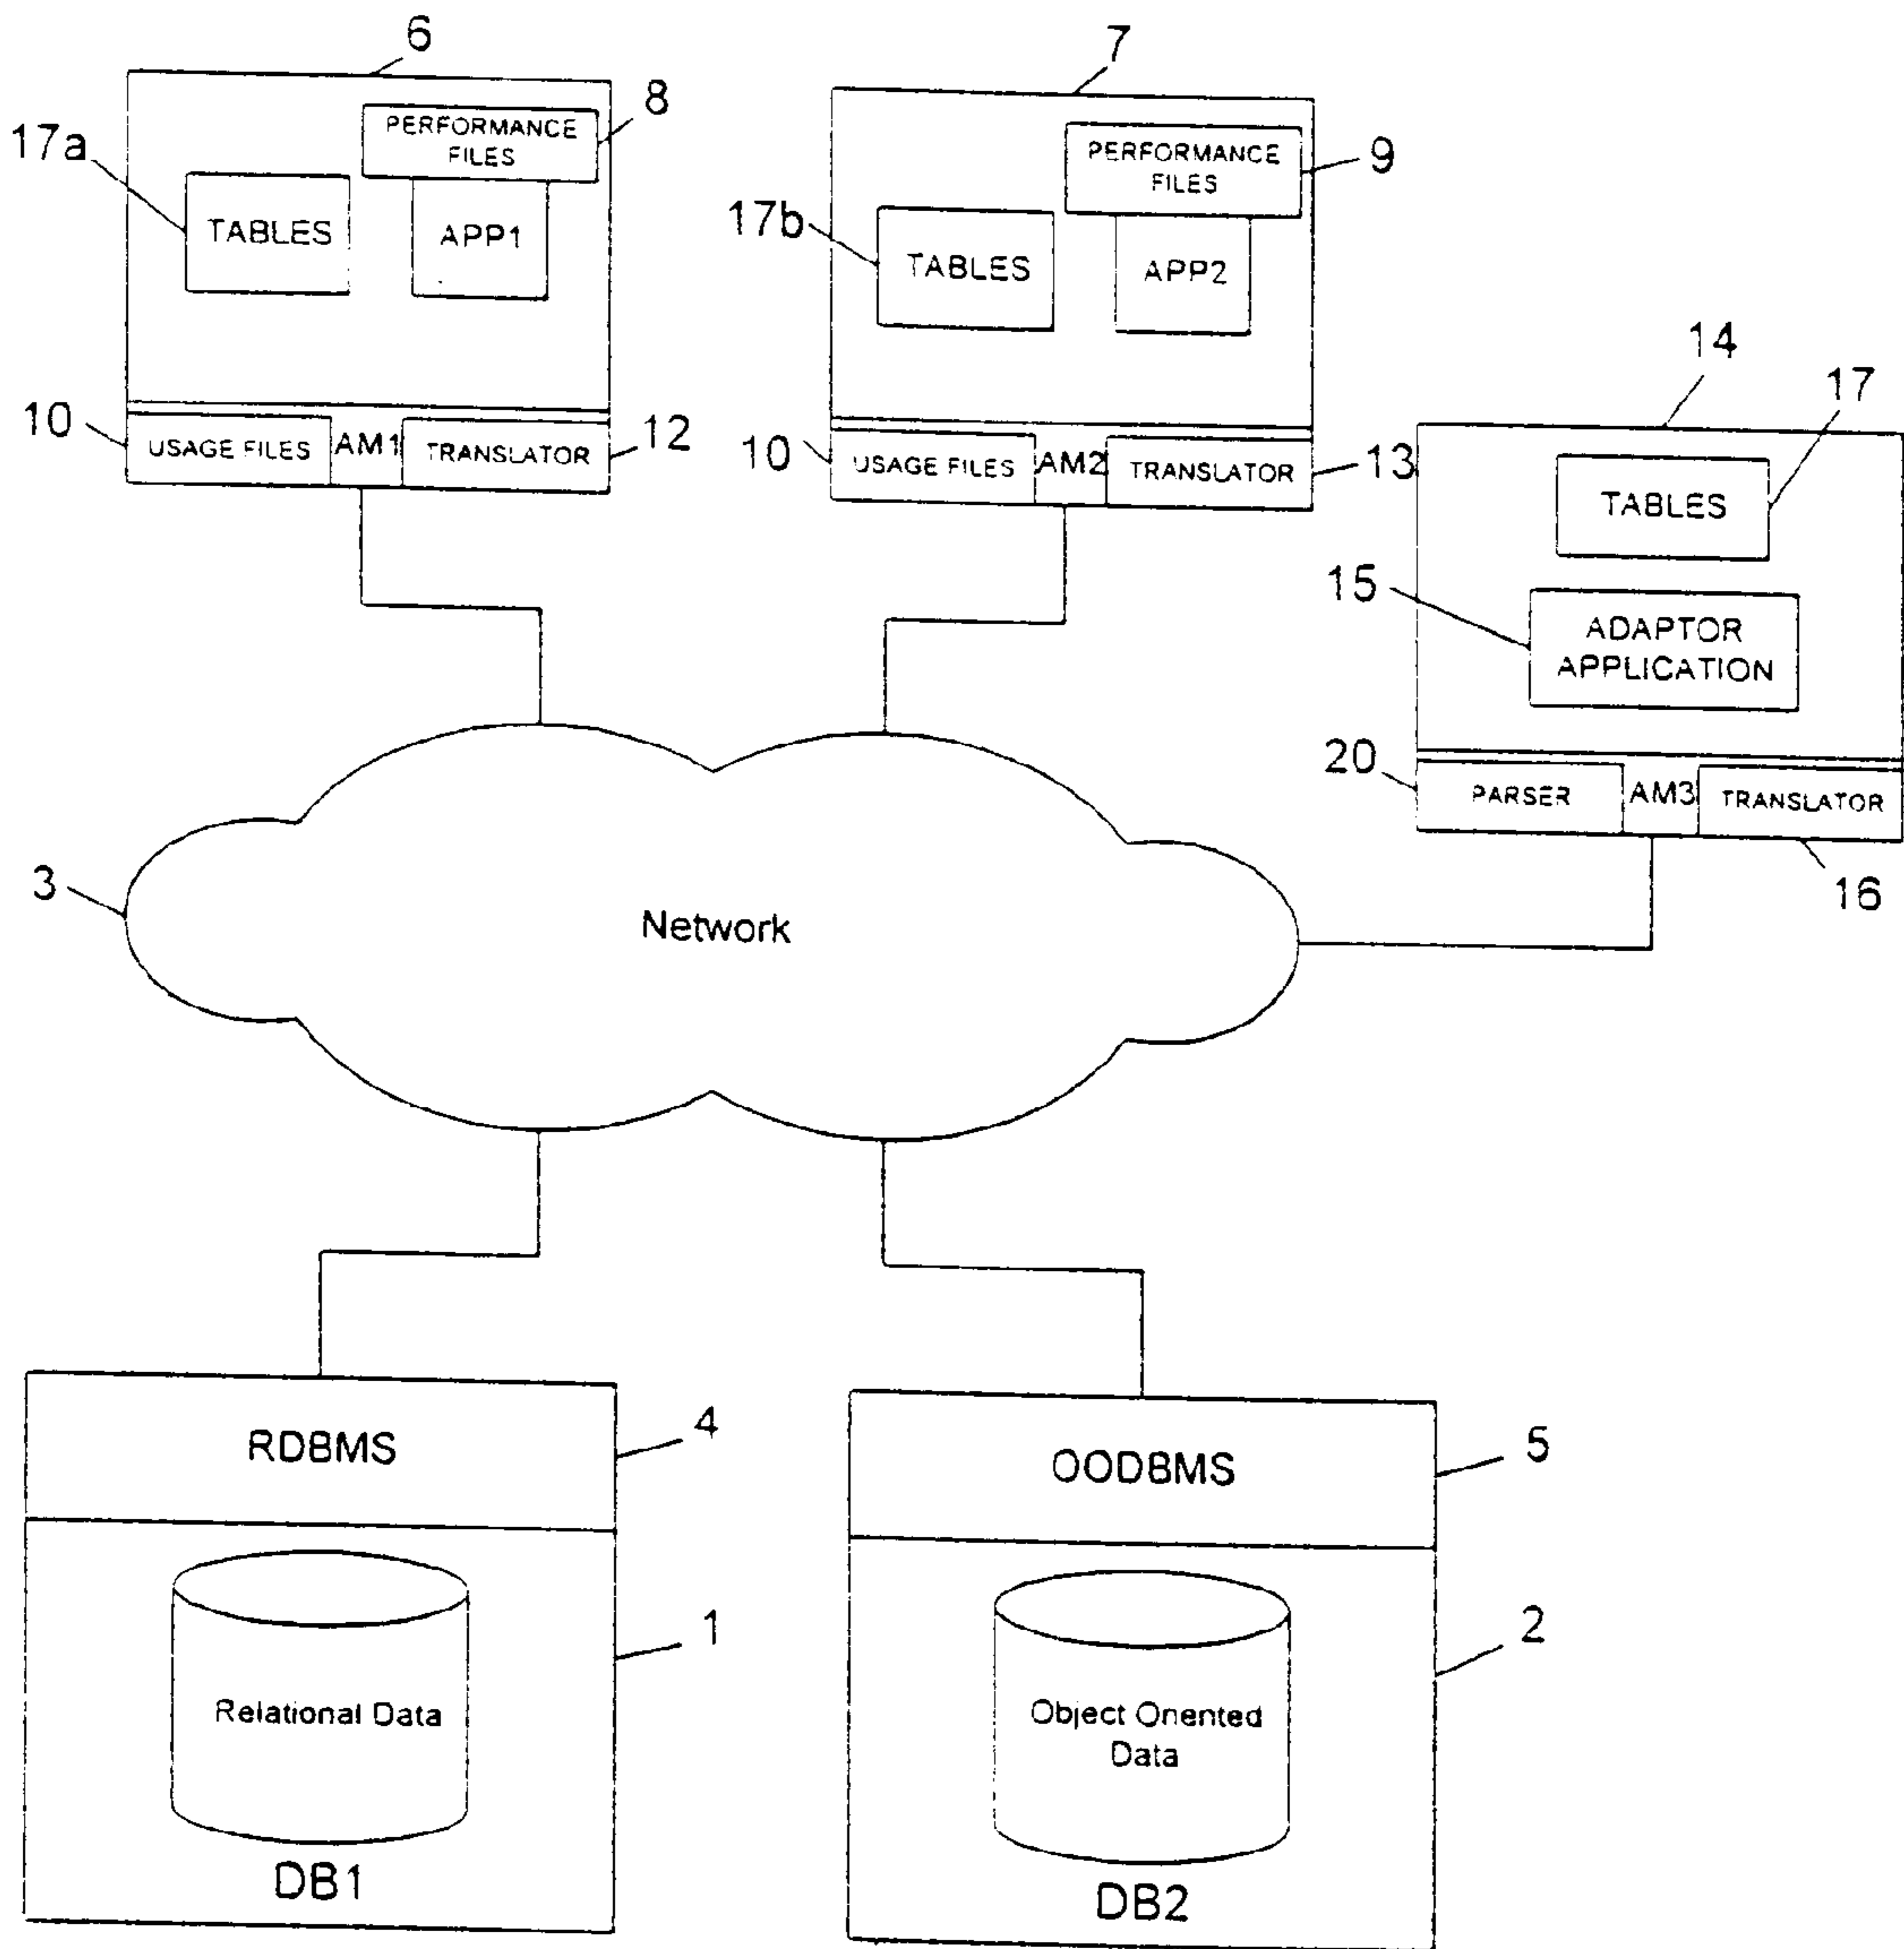 6
7
8
PERFORMANCE
FILES
17a
TABLES
APP1
PERFORMANCE
FILES
9
17b
TABLES
APP2
10
USAGE FILES
AM1
TRANSLATOR
12
10
USAGE FILES
AM2
TRANSLATOR
13
14
17
TABLES
15
ADAPTOR
APPLICATION
20
PARSER
AM3
TRANSLATOR
16
3
Network
RDBMS
4
OODBMS
5
Relational Data
1
Object Oriented
Data
2
DB1
DB2